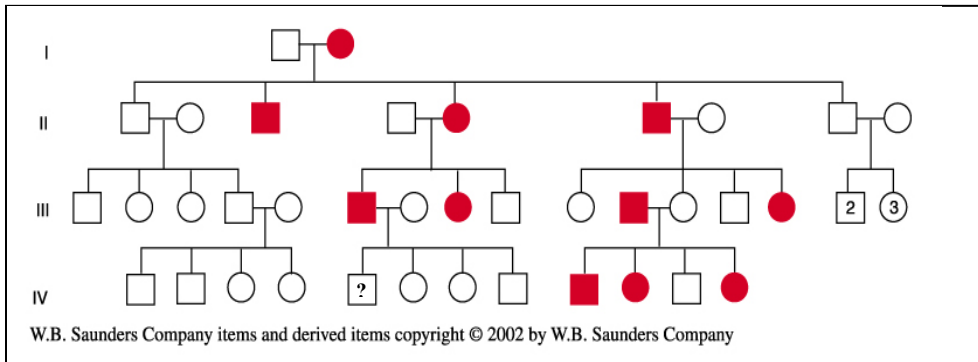 I
II
III
2 3
IV
?
W.B. Saunders Company items and derived items copyright © 2002 by W.B. Saunders Company